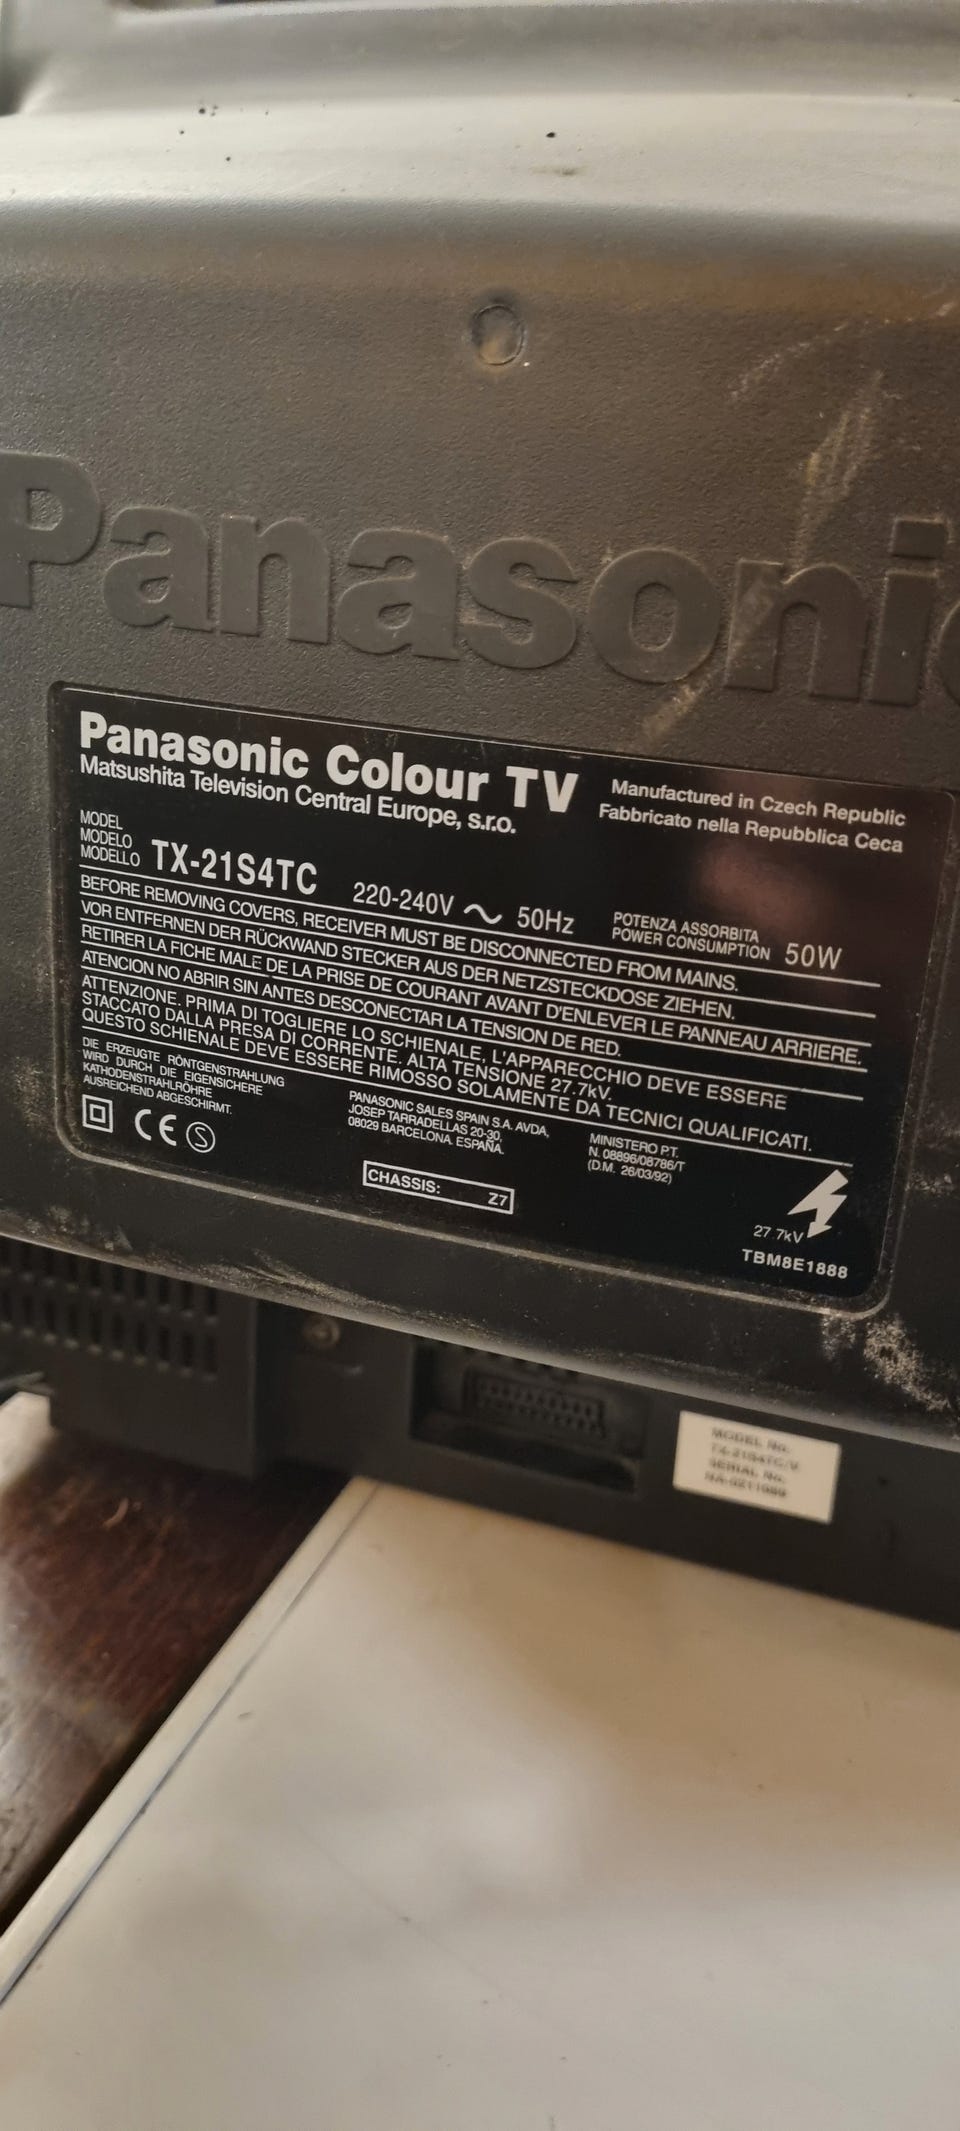 Panasonic
Panasonic Colour TV
Matsushita Television Central Europe, s.r.o.
Manufactured in Czech Republic
Fabbricato nella Repubblica Ceca
MODEL
MODELO
MODELLO TX-21S4TC 220-240V ~ 50Hz
POTENZA ASSORBITA
POWER CONSUMPTION 50W
BEFORE REMOVING COVERS, RECEIVER MUST BE DISCONNECTED FROM MAINS.
VOR ENTFERNEN DER RÜCKWAND STECKER AUS DER NETZSTECKDOSE ZIEHEN.
RETIRER LA FICHE MALE DE LA PRISE DE COURANT AVANT D'ENLEVER LE PANNEAU ARRIERE.
ATENCION NO ABRIR SIN ANTES DESCONECTAR LA TENSION DE RED.
ATTENZIONE. PRIMA DI TOGLIERE LO SCHIENALE, L'APPARECCHIO DEVE ESSERE
STACCATO DALLA PRESA DI CORRENTE. ALTA TENSIONE 27.7kV.
QUESTO SCHIENALE DEVE ESSERE RIMOSSO SOLAMENTE DA TECNICI QUALIFICATI.
DIE ERZEUGTE RÖNTGENSTRAHLUNG
WIRD DURCH DIE EIGENSICHERE
KATHODENSTRAHLRÖHRE
AUSREICHEND ABGESCHIRMT.
CE S
PANASONIC SALES SPAIN S.A. AVDA,
JOSEP TARRADELLAS 20-30,
08029 BARCELONA. ESPAÑA.
MINISTERO P.T.
N. 08896/08786/T
(D.M. 26/03/92)
CHASSIS: Z7
27.7kV
TBM8E1888
MODEL No.
TX-21S4TC/V
SERIAL No.